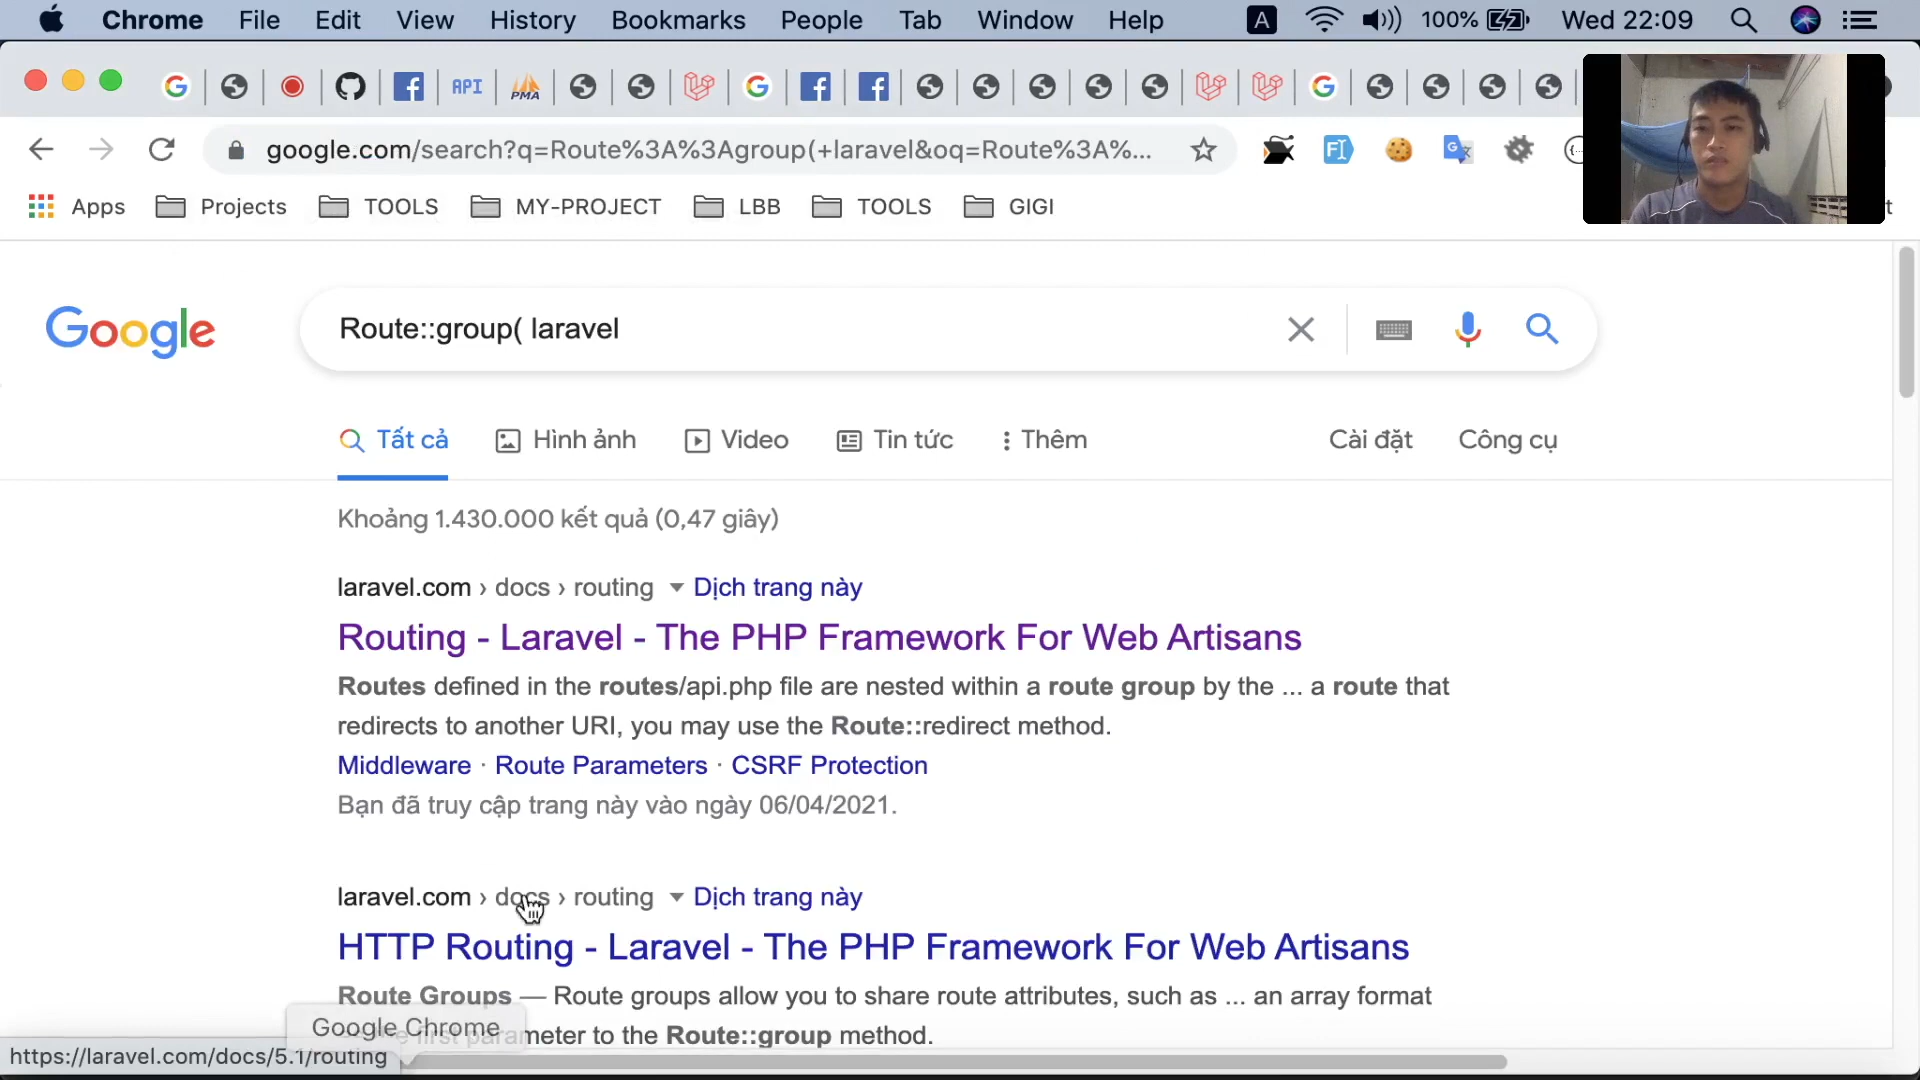 Chrome File Edit View History Bookmarks People Tab Window Help A 100% Wed 22:09
API PMA
google.com/search?q=Route%3A%3Agroup(+laravel&oq=Route%3A%...
Apps Projects TOOLS MY-PROJECT LBB TOOLS GIGI
Google Route::group( laravel
Tất cả Hình ảnh Video Tin tức Thêm Cài đặt Công cụ
Khoảng 1.430.000 kết quả (0,47 giây)
laravel.com › docs › routing Dịch trang này
Routing - Laravel - The PHP Framework For Web Artisans
Routes defined in the routes/api.php file are nested within a route group by the ... a route that
redirects to another URI, you may use the Route::redirect method.
Middleware · Route Parameters · CSRF Protection
Bạn đã truy cập trang này vào ngày 06/04/2021.
laravel.com › docs › routing Dịch trang này
HTTP Routing - Laravel - The PHP Framework For Web Artisans
Route Groups — Route groups allow you to share route attributes, such as ... an array format
Google Chrome
first parameter to the Route::group method.
https://laravel.com/docs/5.1/routing